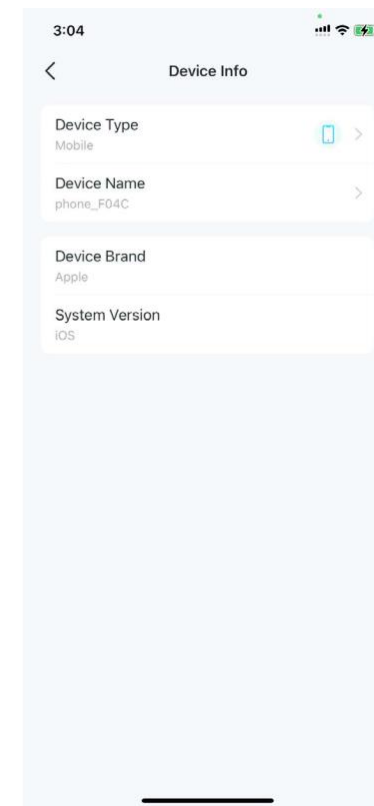 3:04
Device Info
Device Type
Mobile
Device Name
phone_F04C
Device Brand
Apple
System Version
iOS